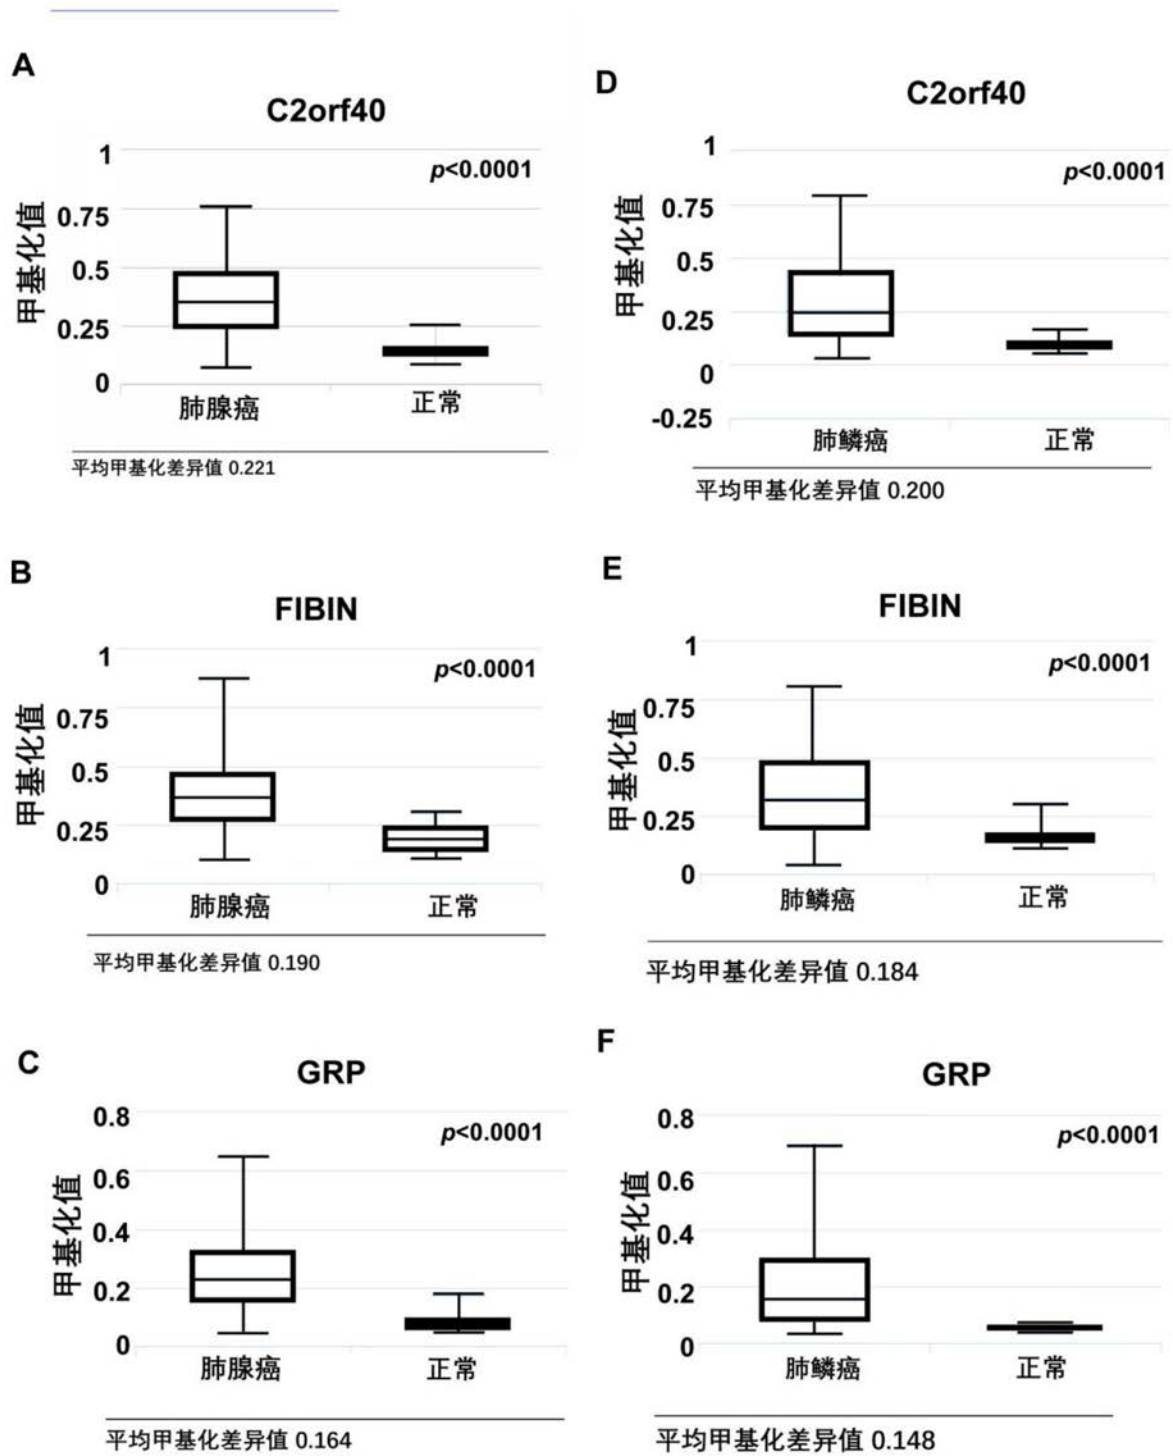 A
C2orf40
p<0.0001
甲基化值
1
0.75
0.5
0.25
0
肺腺癌
正常
平均甲基化差异值 0.221
D
C2orf40
p<0.0001
甲基化值
1
0.75
0.5
0.25
0
-0.25
肺鳞癌
正常
平均甲基化差异值 0.200
B
FIBIN
p<0.0001
甲基化值
1
0.75
0.5
0.25
0
肺腺癌
正常
平均甲基化差异值 0.190
E
FIBIN
p<0.0001
甲基化值
1
0.75
0.5
0.25
0
肺鳞癌
正常
平均甲基化差异值 0.184
C
GRP
p<0.0001
甲基化值
0.8
0.6
0.4
0.2
0
肺腺癌
正常
平均甲基化差异值 0.164
F
GRP
p<0.0001
甲基化值
0.8
0.6
0.4
0.2
0
肺鳞癌
正常
平均甲基化差异值 0.148